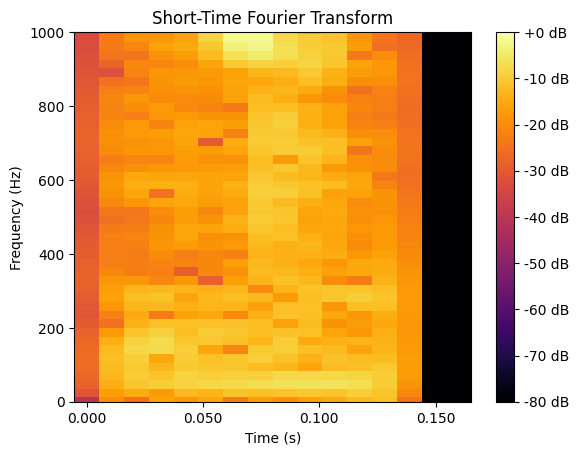 Short-Time Fourier Transform
1000
800
600
400
200
0
Frequency (Hz)
0.000
0.050
0.100
0.150
Time (s)
+0 dB
-10 dB
-20 dB
-30 dB
-40 dB
-50 dB
-60 dB
-70 dB
-80 dB